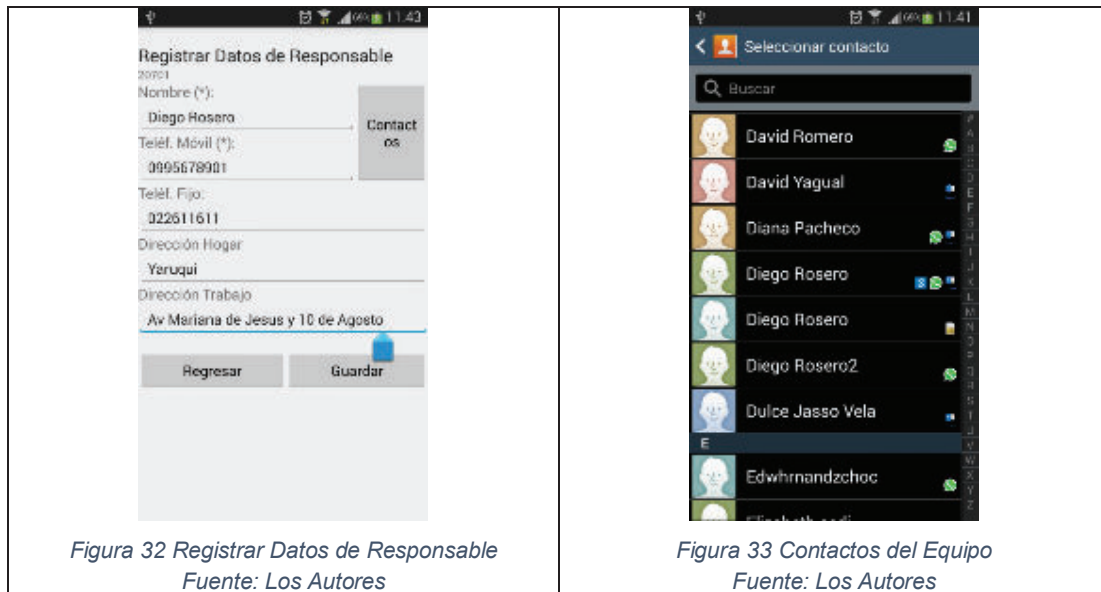 11.43
Registrar Datos de Responsable
20701
Nombre (*):
Diego Rosero
Contact
os
Teléf. Móvil (*):
0995678901
Teléf. Fijo:
022611611
Dirección Hogar
Yaruqui
Dirección Trabajo
Av Mariana de Jesus y 10 de Agosto
Regresar
Guardar
Figura 32 Registrar Datos de Responsable
Fuente: Los Autores
11.41
Seleccionar contacto
Buscar
David Romero
David Yagual
Diana Pacheco
Diego Rosero
Diego Rosero
Diego Rosero2
Dulce Jasso Vela
E
Edwhrnandzchoc
Figura 33 Contactos del Equipo
Fuente: Los Autores